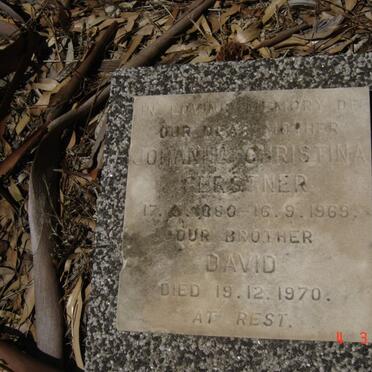 IN LOVING MEMORY OF
OUR DEAR MOTHER
JOHANNA CHRISTINA
GERSTNER
17. 1880 - 16.9.1969.
OUR BROTHER
DAVID
DIED 19.12.1970.
AT REST.